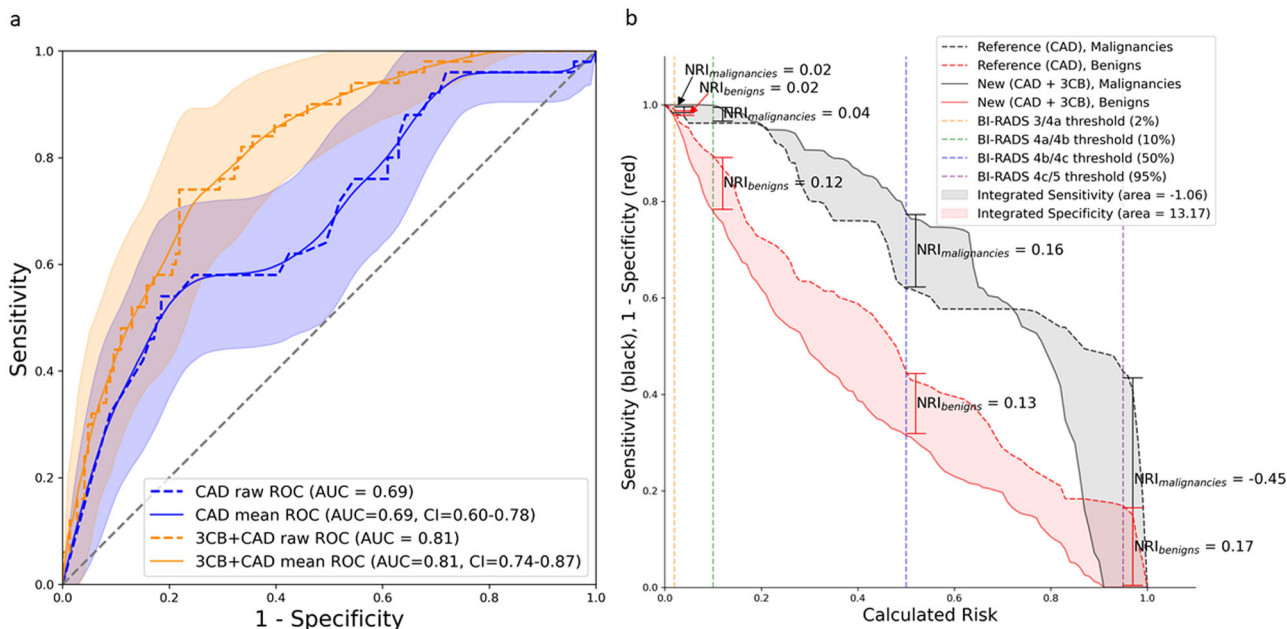 a
1.0
0.8
0.6
0.4
0.2
0.0
0.0
0.2
0.4
0.6
0.8
1.0
Sensitivity
1 - Specificity
CAD raw ROC (AUC = 0.69)
CAD mean ROC (AUC=0.69, CI=0.60-0.78)
3CB+CAD raw ROC (AUC = 0.81)
3CB+CAD mean ROC (AUC=0.81, CI=0.74-0.87)
b
Reference (CAD), Malignancies
Reference (CAD), Benigns
New (CAD + 3CB), Malignancies
New (CAD + 3CB), Benigns
BI-RADS 3/4a threshold (2%)
BI-RADS 4a/4b threshold (10%)
BI-RADS 4b/4c threshold (50%)
BI-RADS 4c/5 threshold (95%)
Integrated Sensitivity (area = -1.06)
Integrated Specificity (area = 13.17)
NRImalignancies = 0.02
NRIbenigns = 0.02
NRImalignancies = 0.04
NRIbenigns = 0.12
NRImalignancies = 0.16
NRIbenigns = 0.13
NRImalignancies = -0.45
NRIbenigns = 0.17
1.0
0.8
0.6
0.4
0.2
0.0
0.0
0.2
0.4
0.6
0.8
1.0
Sensitivity (black), 1 - Specificity (red)
Calculated Risk